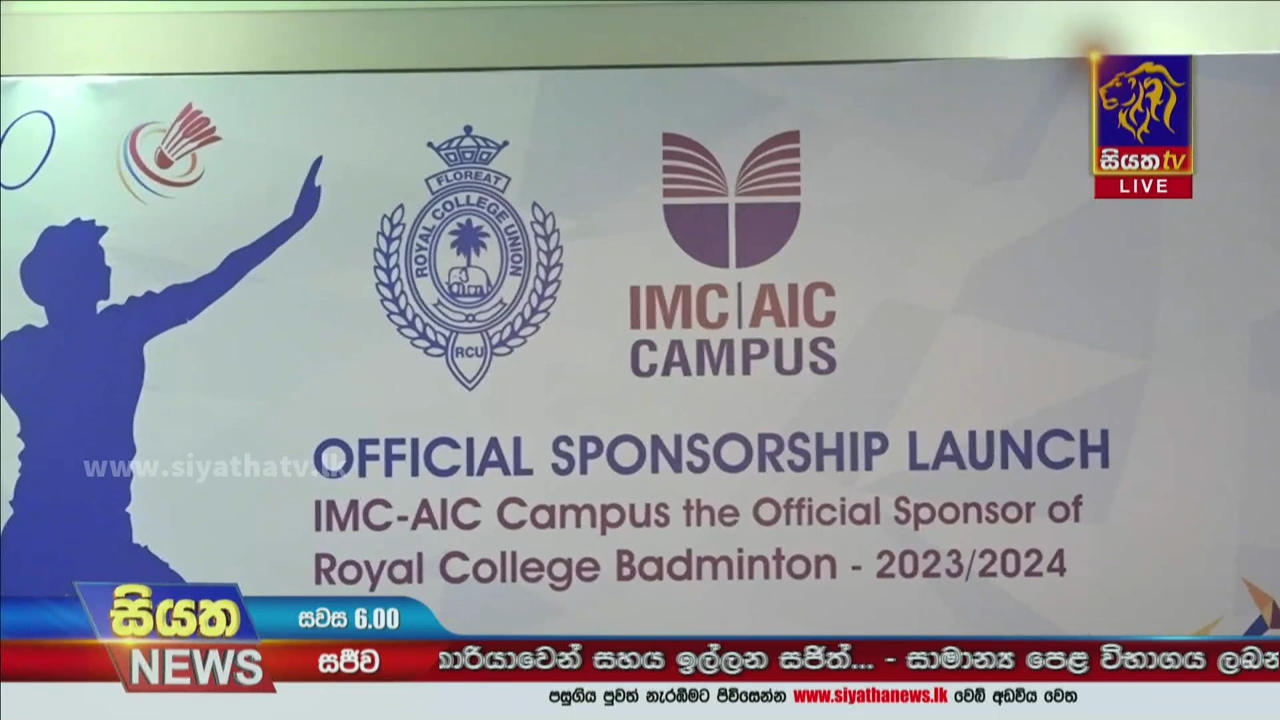 සියත tv
LIVE
FLOREAT
ROYAL COLLEGE UNION
RCU
IMC|AIC
CAMPUS
OFFICIAL SPONSORSHIP LAUNCH
www.siyathatv.lk
IMC-AIC Campus the Official Sponsor of
Royal College Badminton - 2023/2024
සියත
NEWS
සවස 6.00
සජීව
සහය ඉල්ලන සජිත්... - සාමාන්‍ය පෙළ විභාගය
පසුගිය පුවත් නැරඹීමට පිවිසෙන්න www.siyathanews.lk වෙබ් අඩවිය වෙත